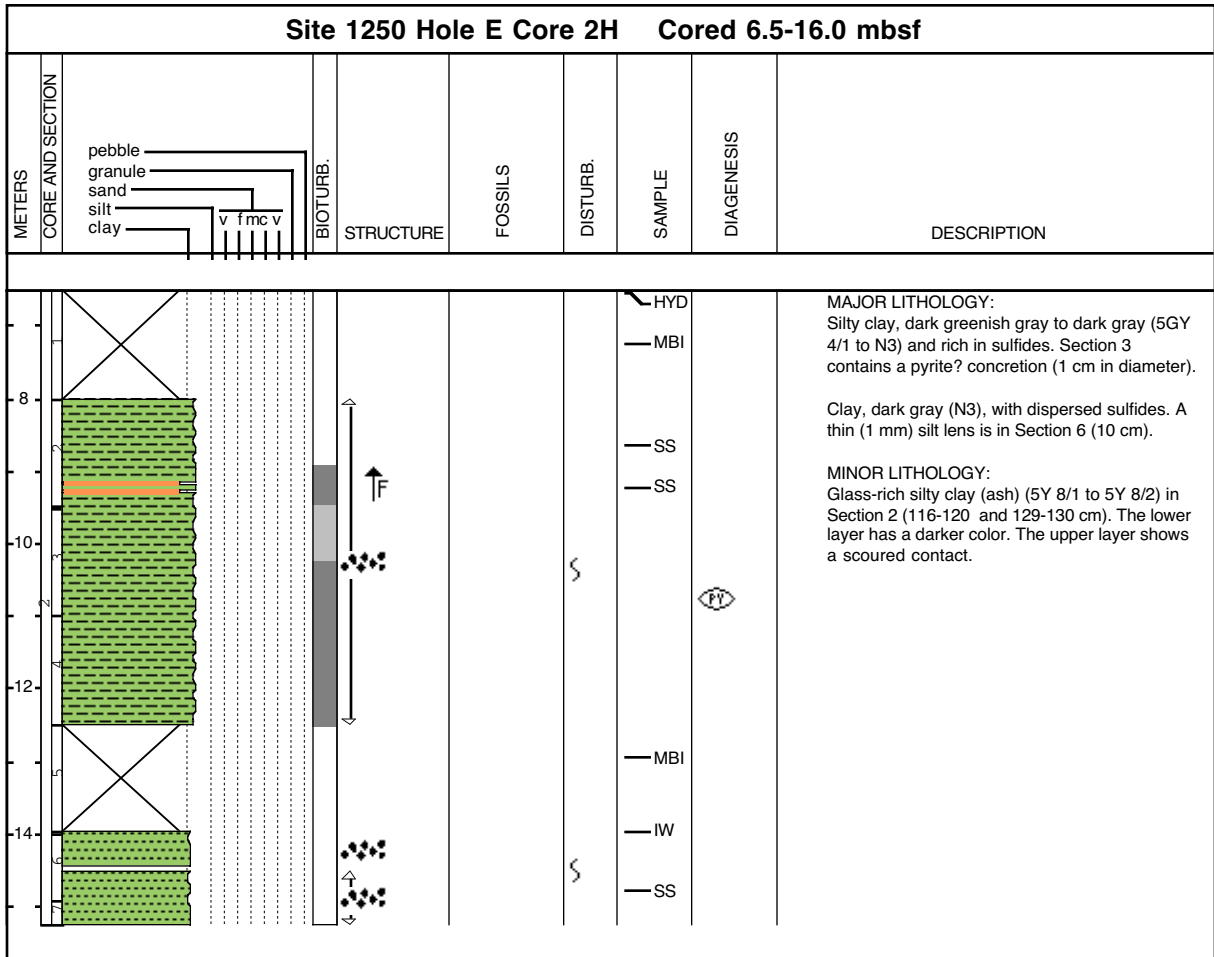 Site 1250 Hole E Core 2H Cored 6.5-16.0 mbsf
METERS
CORE AND SECTION
pebble
granule
sand
silt
clay
v f m c v
BIOTURB.
STRUCTURE
FOSSILS
DISTURB.
SAMPLE
DIAGENESIS
DESCRIPTION
8
10
12
14
2
1
2
3
4
5
6
7
F
HYD
MBI
SS
SS
MBI
IW
SS
PY
MAJOR LITHOLOGY:
Silty clay, dark greenish gray to dark gray (5GY
4/1 to N3) and rich in sulfides. Section 3
contains a pyrite? concretion (1 cm in diameter).
Clay, dark gray (N3), with dispersed sulfides. A
thin (1 mm) silt lens is in Section 6 (10 cm).
MINOR LITHOLOGY:
Glass-rich silty clay (ash) (5Y 8/1 to 5Y 8/2) in
Section 2 (116-120 and 129-130 cm). The lower
layer has a darker color. The upper layer shows
a scoured contact.